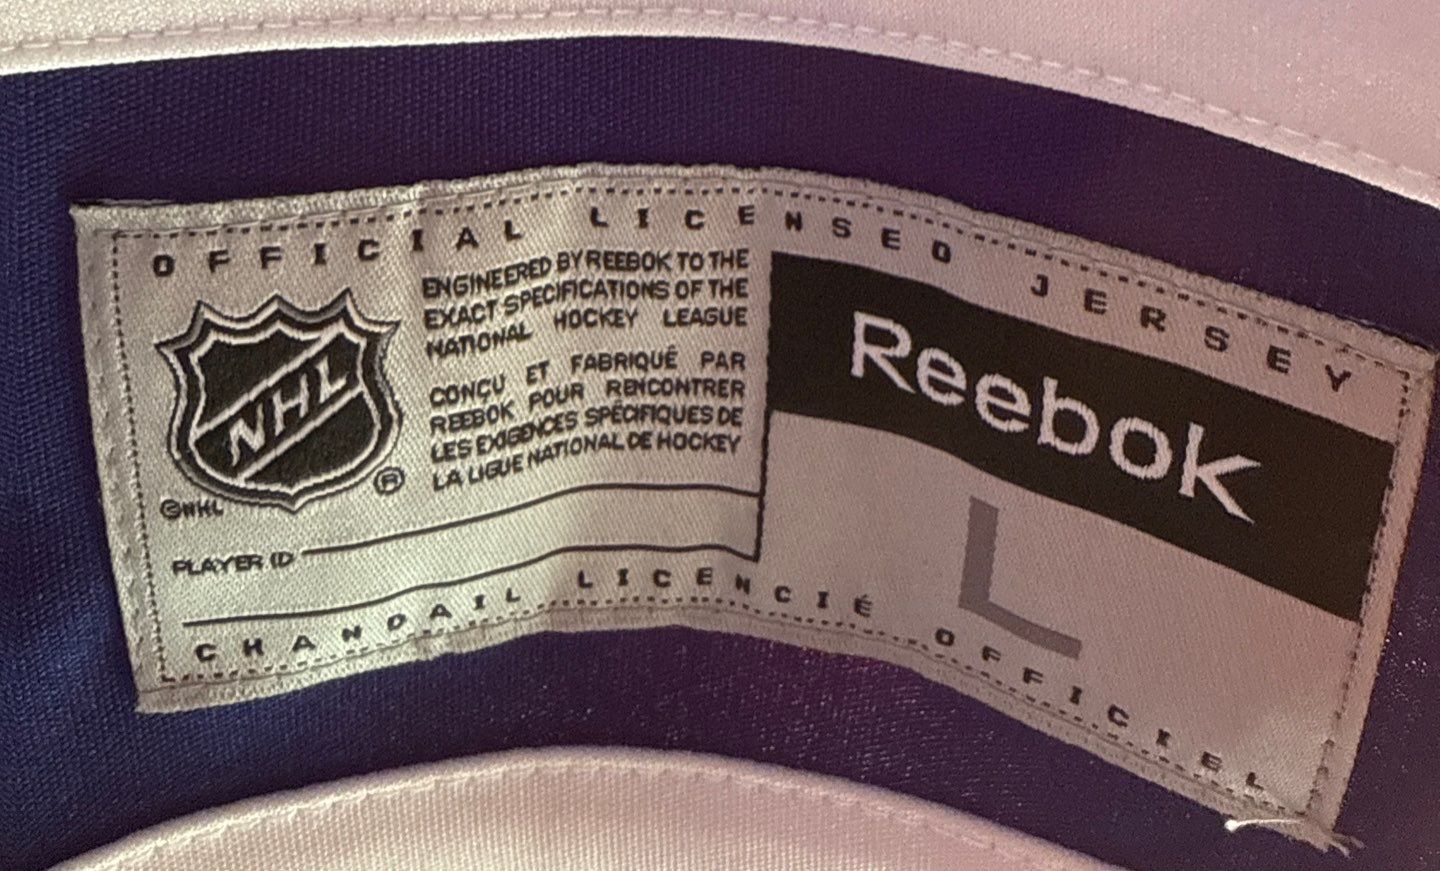 OFFICIAL LICENSED JERSEY
NHL
®
©NHL
ENGINEERED BY REEBOK TO THE
EXACT SPECIFICATIONS OF THE
NATIONAL HOCKEY LEAGUE
CONÇU ET FABRIQUÉ PAR
REEBOK POUR RENCONTRER
LES EXIGENCES SPÉCIFIQUES DE
LA LIGUE NATIONAL DE HOCKEY
PLAYER ID
Reebok
L
CHANDAIL LICENCIÉ OFFICIEL